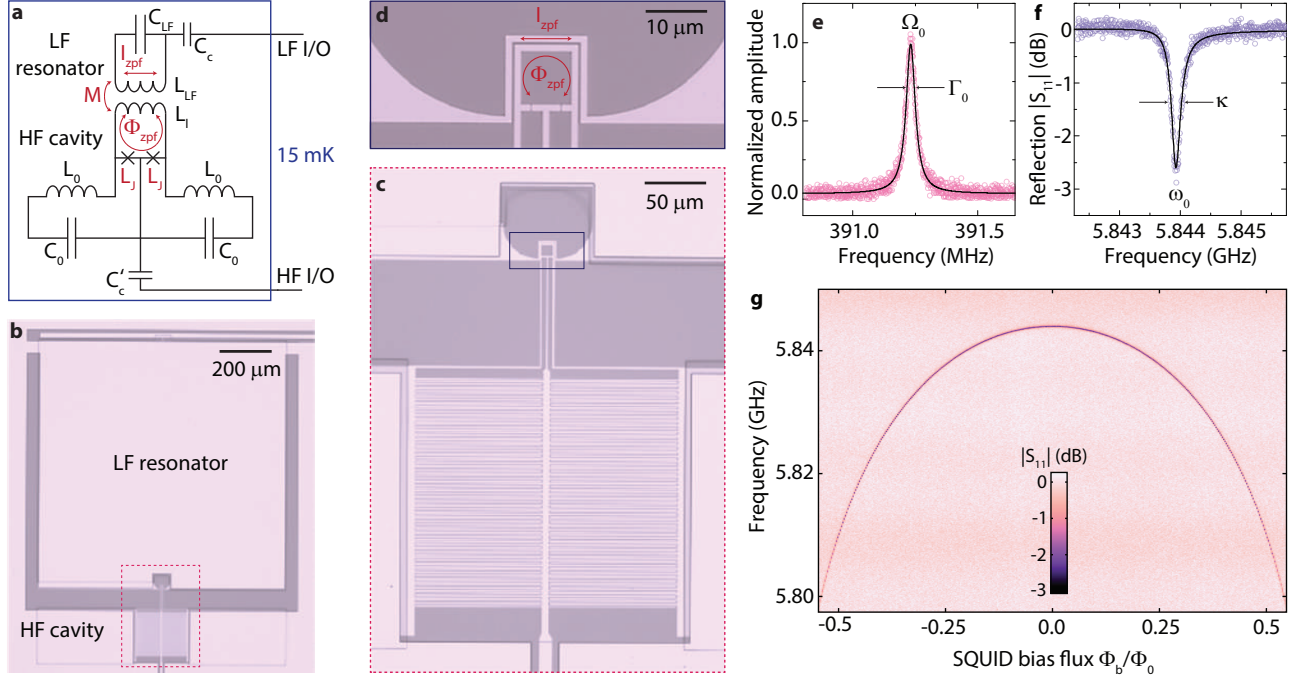 a
C_LF
C_c
LF I/O
LF
resonator
I_zpf
M
L_LF
L_I
HF cavity
Φ_zpf
15 mK
L_0
L_J
L_J
L_0
C_0
C_0
C_c′
HF I/O
b
200 μm
LF resonator
HF cavity
d
I_zpf
10 μm
Φ_zpf
c
50 μm
e
Ω_0
1.0
Γ_0
0.5
0.0
Normalized amplitude
391.0
391.5
Frequency (MHz)
f
0
-1
κ
-2
-3
ω_0
Reflection |S_11| (dB)
5.843
5.844
5.845
Frequency (GHz)
g
5.84
5.82
5.80
Frequency (GHz)
|S_11| (dB)
0
-1
-2
-3
-0.5
-0.25
0.0
0.25
0.5
SQUID bias flux Φ_b/Φ_0